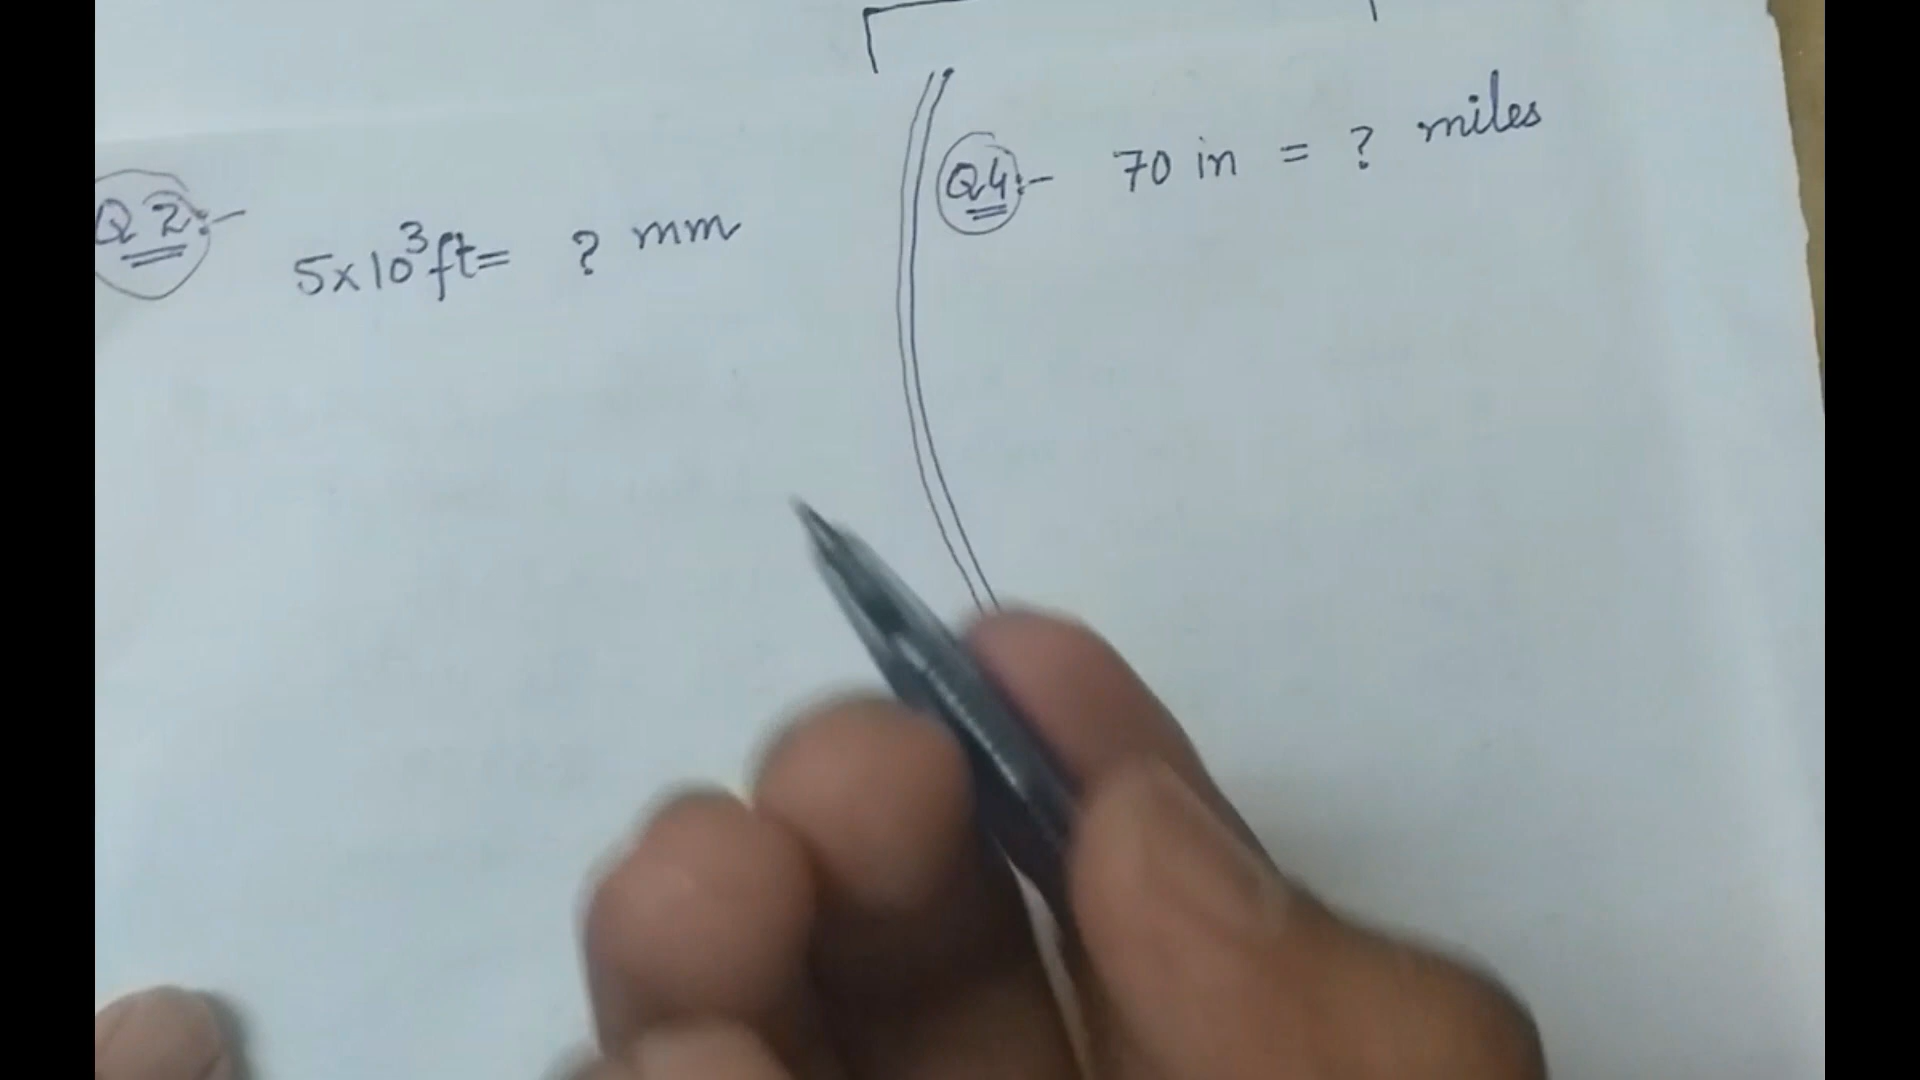 Q2:-
5x10³ft= ? mm
Q4:- 70 in = ? miles